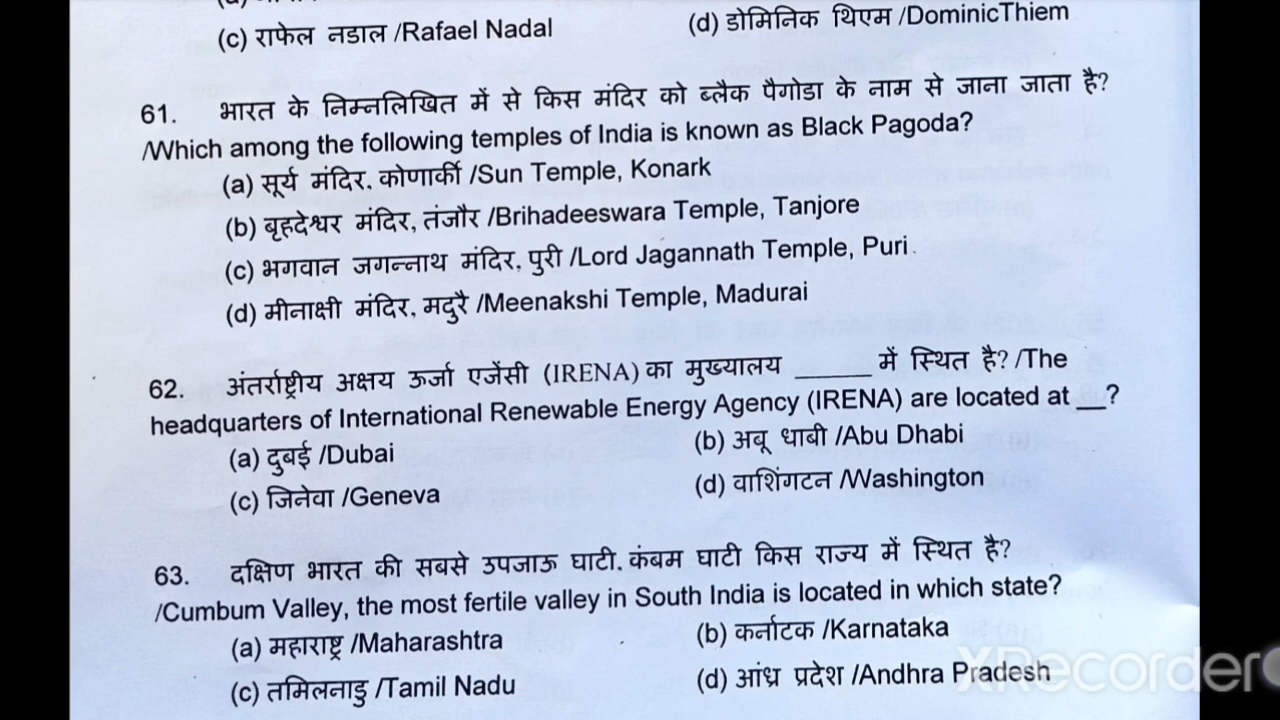 (c) राफेल नडाल /Rafael Nadal (d) डोमिनिक थिएम /DominicThiem
61. भारत के निम्नलिखित में से किस मंदिर को ब्लैक पैगोडा के नाम से जाना जाता है?
/Which among the following temples of India is known as Black Pagoda?
(a) सूर्य मंदिर. कोणार्की /Sun Temple, Konark
(b) बृहदेश्वर मंदिर, तंजौर /Brihadeeswara Temple, Tanjore
(c) भगवान जगन्नाथ मंदिर, पुरी /Lord Jagannath Temple, Puri
(d) मीनाक्षी मंदिर, मदुरै /Meenakshi Temple, Madurai
62. अंतर्राष्ट्रीय अक्षय ऊर्जा एजेंसी (IRENA) का मुख्यालय ______ में स्थित है? /The
headquarters of International Renewable Energy Agency (IRENA) are located at __?
(a) दुबई /Dubai (b) अबू धाबी /Abu Dhabi
(c) जिनेवा /Geneva (d) वाशिंगटन /Washington
63. दक्षिण भारत की सबसे उपजाऊ घाटी. कंबम घाटी किस राज्य में स्थित है?
/Cumbum Valley, the most fertile valley in South India is located in which state?
(a) महाराष्ट्र /Maharashtra (b) कर्नाटक /Karnataka
(c) तमिलनाडु /Tamil Nadu (d) आंध्र प्रदेश /Andhra Pradesh
XRecorder